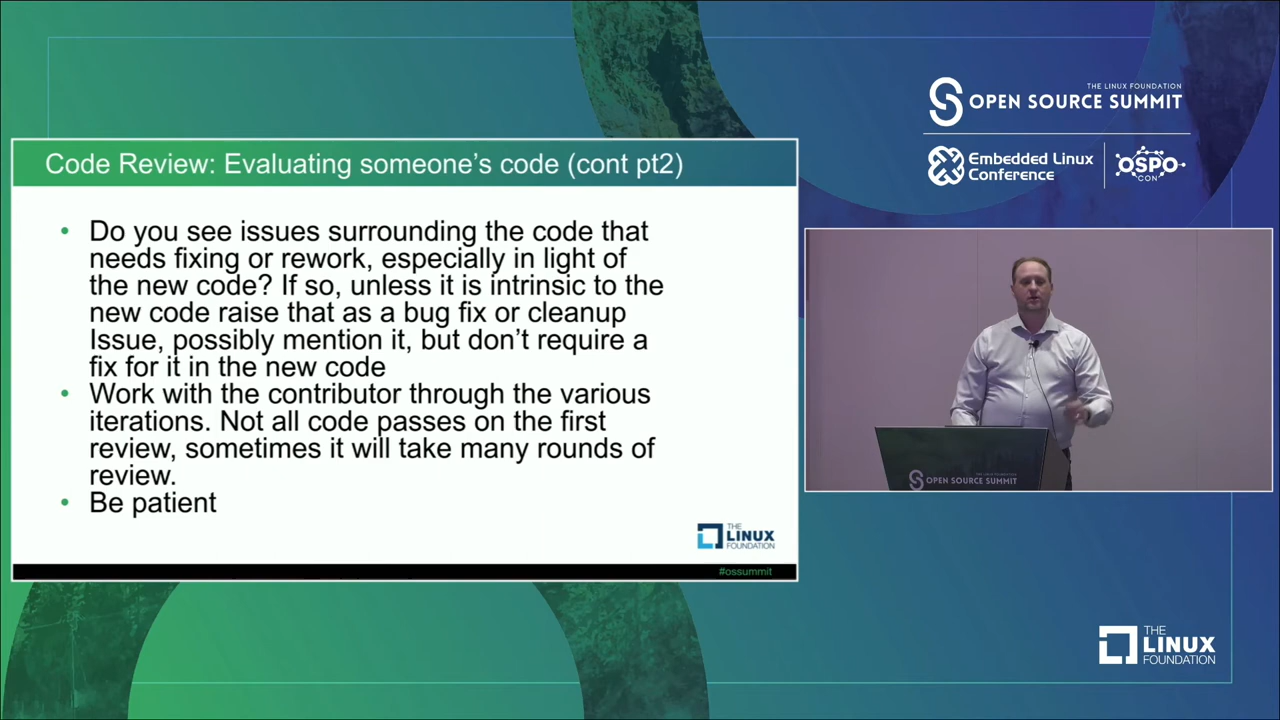 THE LINUX FOUNDATION
OPEN SOURCE SUMMIT
Embedded Linux
Conference
OSPO
CON
Code Review: Evaluating someone's code (cont pt2)
• Do you see issues surrounding the code that
needs fixing or rework, especially in light of
the new code? If so, unless it is intrinsic to the
new code raise that as a bug fix or cleanup
Issue, possibly mention it, but don't require a
fix for it in the new code
• Work with the contributor through the various
iterations. Not all code passes on the first
review, sometimes it will take many rounds of
review.
• Be patient
THE
LINUX
FOUNDATION
#ossummit
THE LINUX FOUNDATION
OPEN SOURCE SUMMIT
THE
LINUX
FOUNDATION